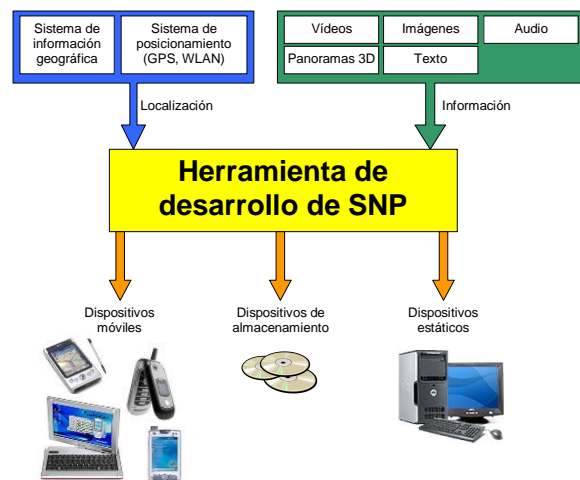 Sistema de
información
geográfica
Sistema de
posicionamiento
(GPS, WLAN)
Vídeos
Imágenes
Audio
Panoramas 3D
Texto
Localización
Información
Herramienta de
desarrollo de SNP
Dispositivos
móviles
Dispositivos de
almacenamiento
Dispositivos
estáticos